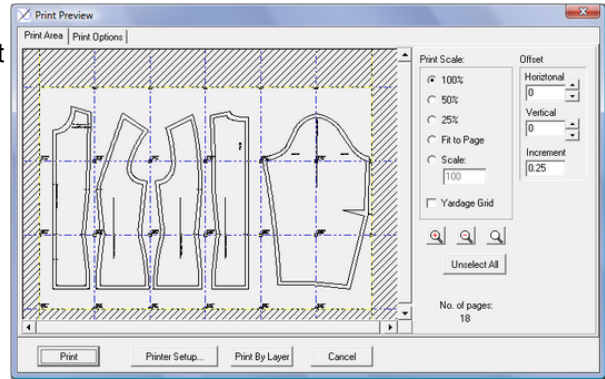 Print Preview
t
Print Area
Print Options
Print Scale:
100%
50%
25%
Fit to Page
Scale:
100
Yardage Grid
Unselect All
No. of pages:
18
Offset
Horiztonal
0
Vertical
0
Increment
0.25
Print
Printer Setup...
Print By Layer
Cancel